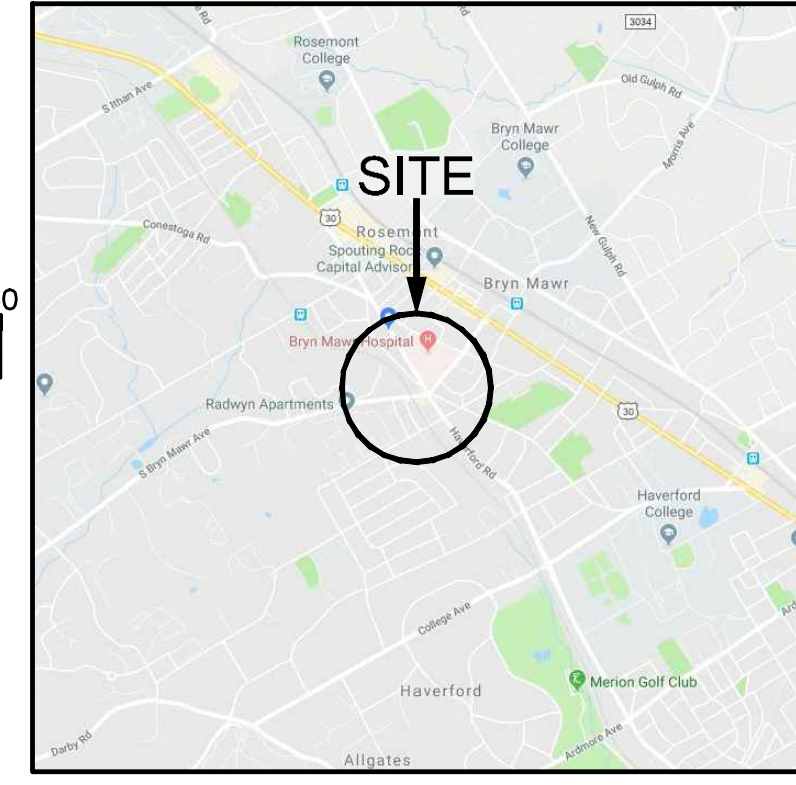 3034
Rosemont
College
Old Gulph Rd
S Ithan Ave
Bryn Mawr
College
Morris Ave
SITE
30
Conestoga Rd
Rosemont
New Gulph Rd
Spouting Rock
Capital Advisor
Bryn Mawr
0
Bryn Mawr Hospital
H
Radwyn Apartments
30
S Bryn Mawr Ave
Haverford Rd
Haverford
College
College Ave
Merion Golf Club
Haverford
Darby Rd
Ardmore Ave
Allgates